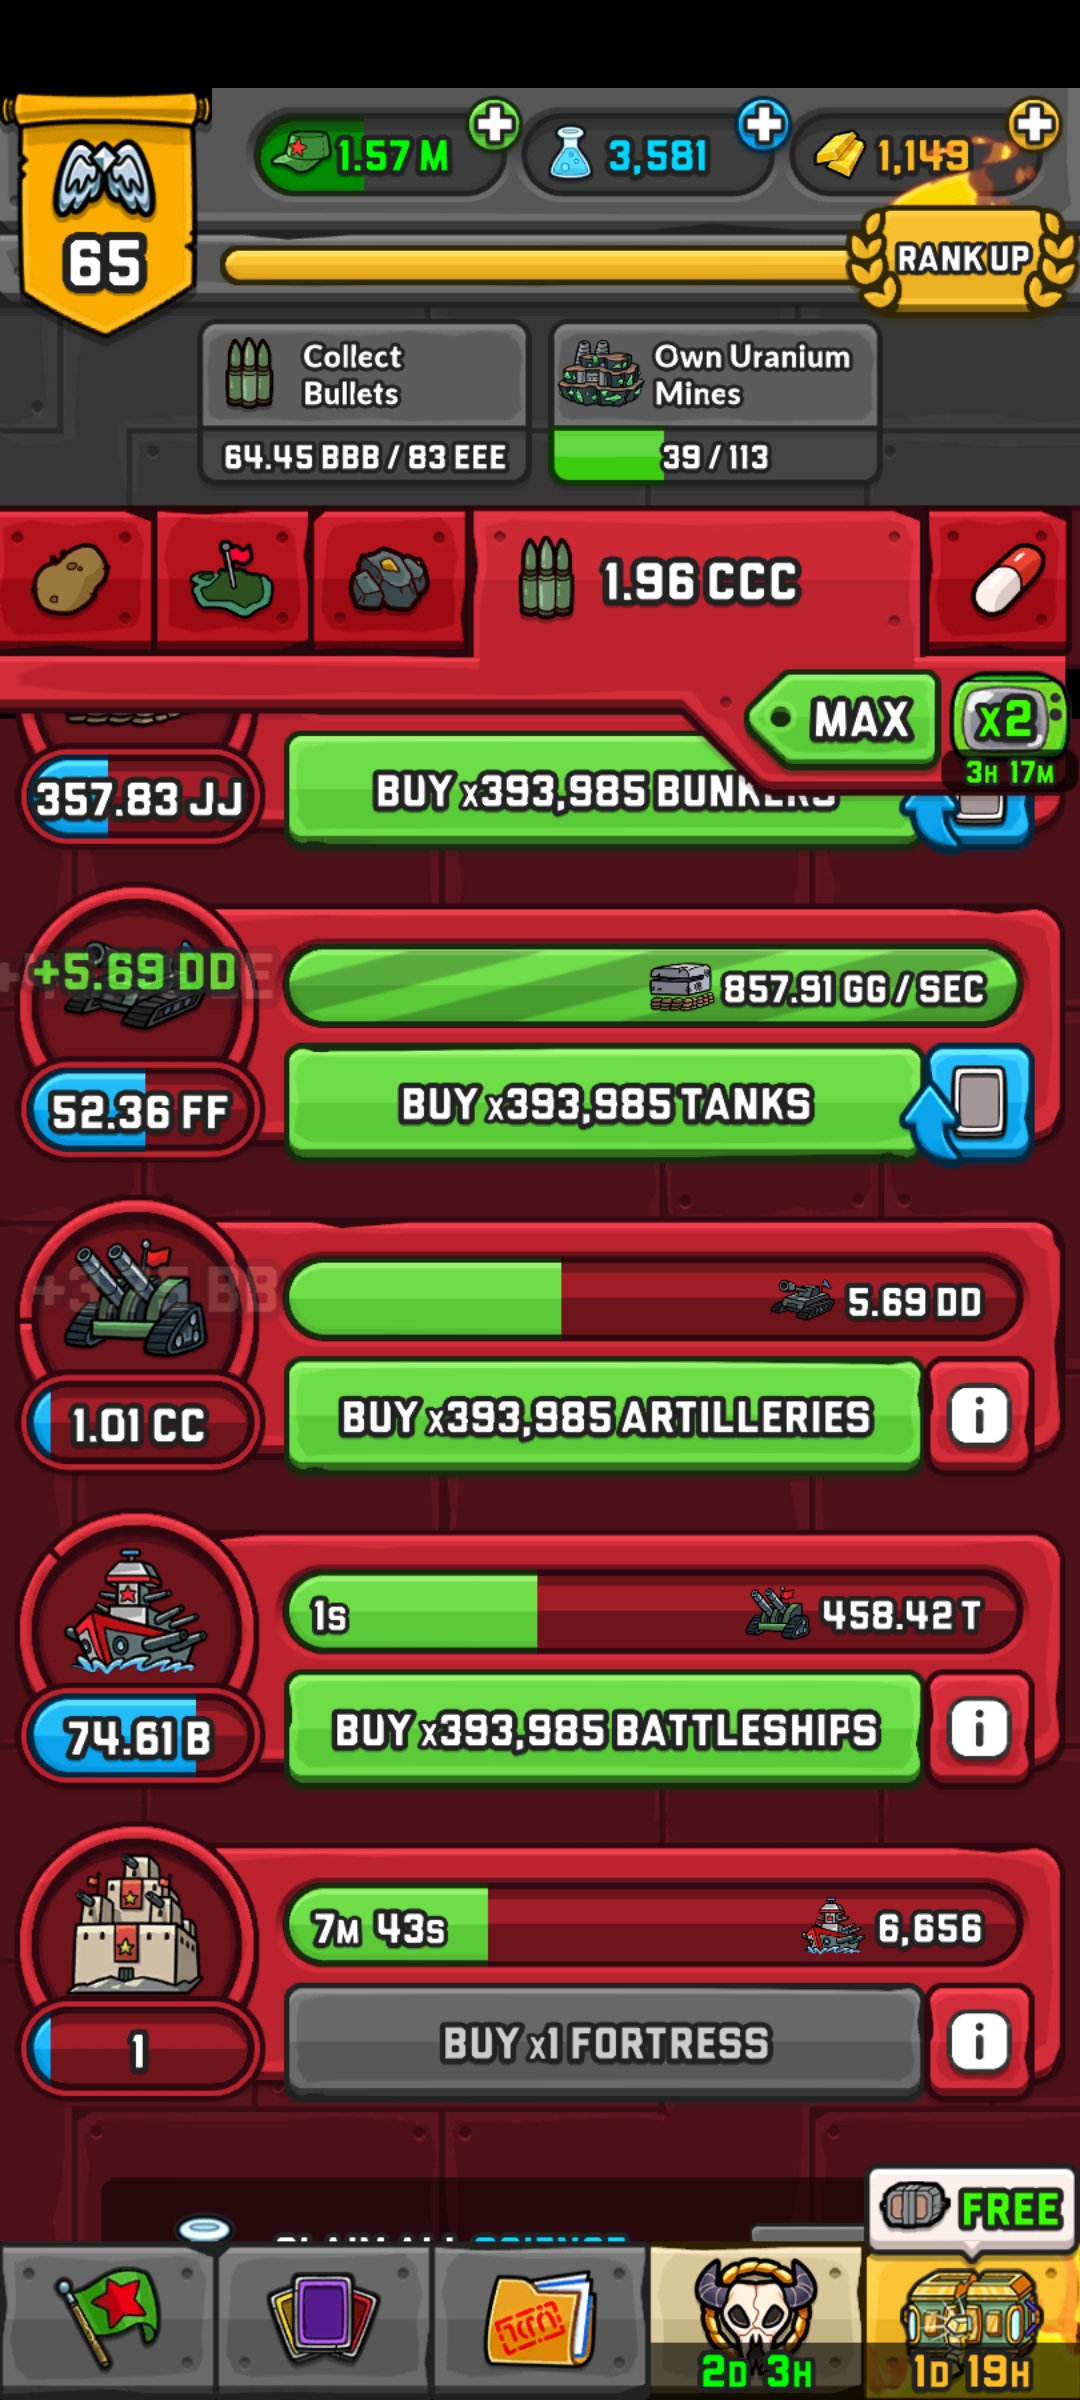 1.57 M
3,581
1,149
65
RANK UP
Collect
Bullets
64.45 BBB / 83 EEE
Own Uranium
Mines
39 / 113
1.96 CCC
MAX
x2
3H 17M
357.83 JJ
BUY x393,985 BUNKERS
+5.69 DD
857.91 GG / SEC
52.36 FF
BUY x393,985 TANKS
5.69 DD
1.01 CC
BUY x393,985 ARTILLERIES
i
1s
458.42 T
74.61 B
BUY x393,985 BATTLESHIPS
i
7M 43s
6,656
1
BUY x1 FORTRESS
i
FREE
CLAIM ALL SCIENCE
2D 3H
1D 19H